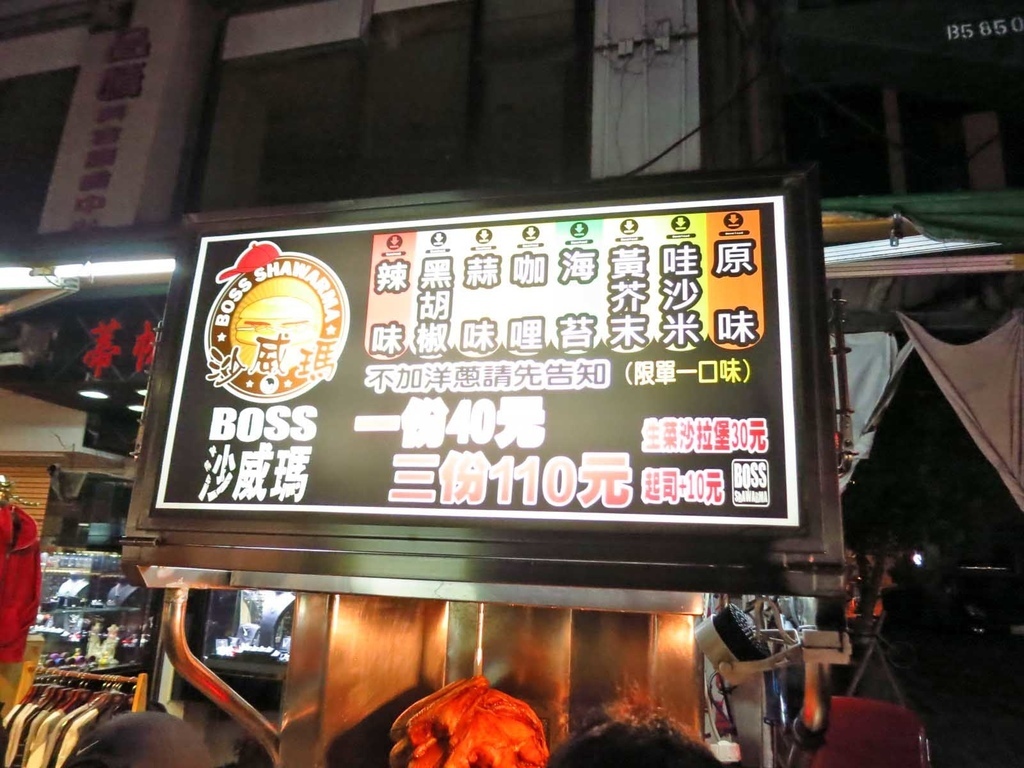 B5 850
BOSS SHAWARMA
沙威瑪
BOSS
沙威瑪
原味
哇沙米
黃芥末
海苔
咖哩
蒜味
黑胡椒
辣味
不加洋蔥請先告知 (限單一口味)
一份40元
三份110元
生菜沙拉堡30元
起司+10元
BOSS
SHAWARMA